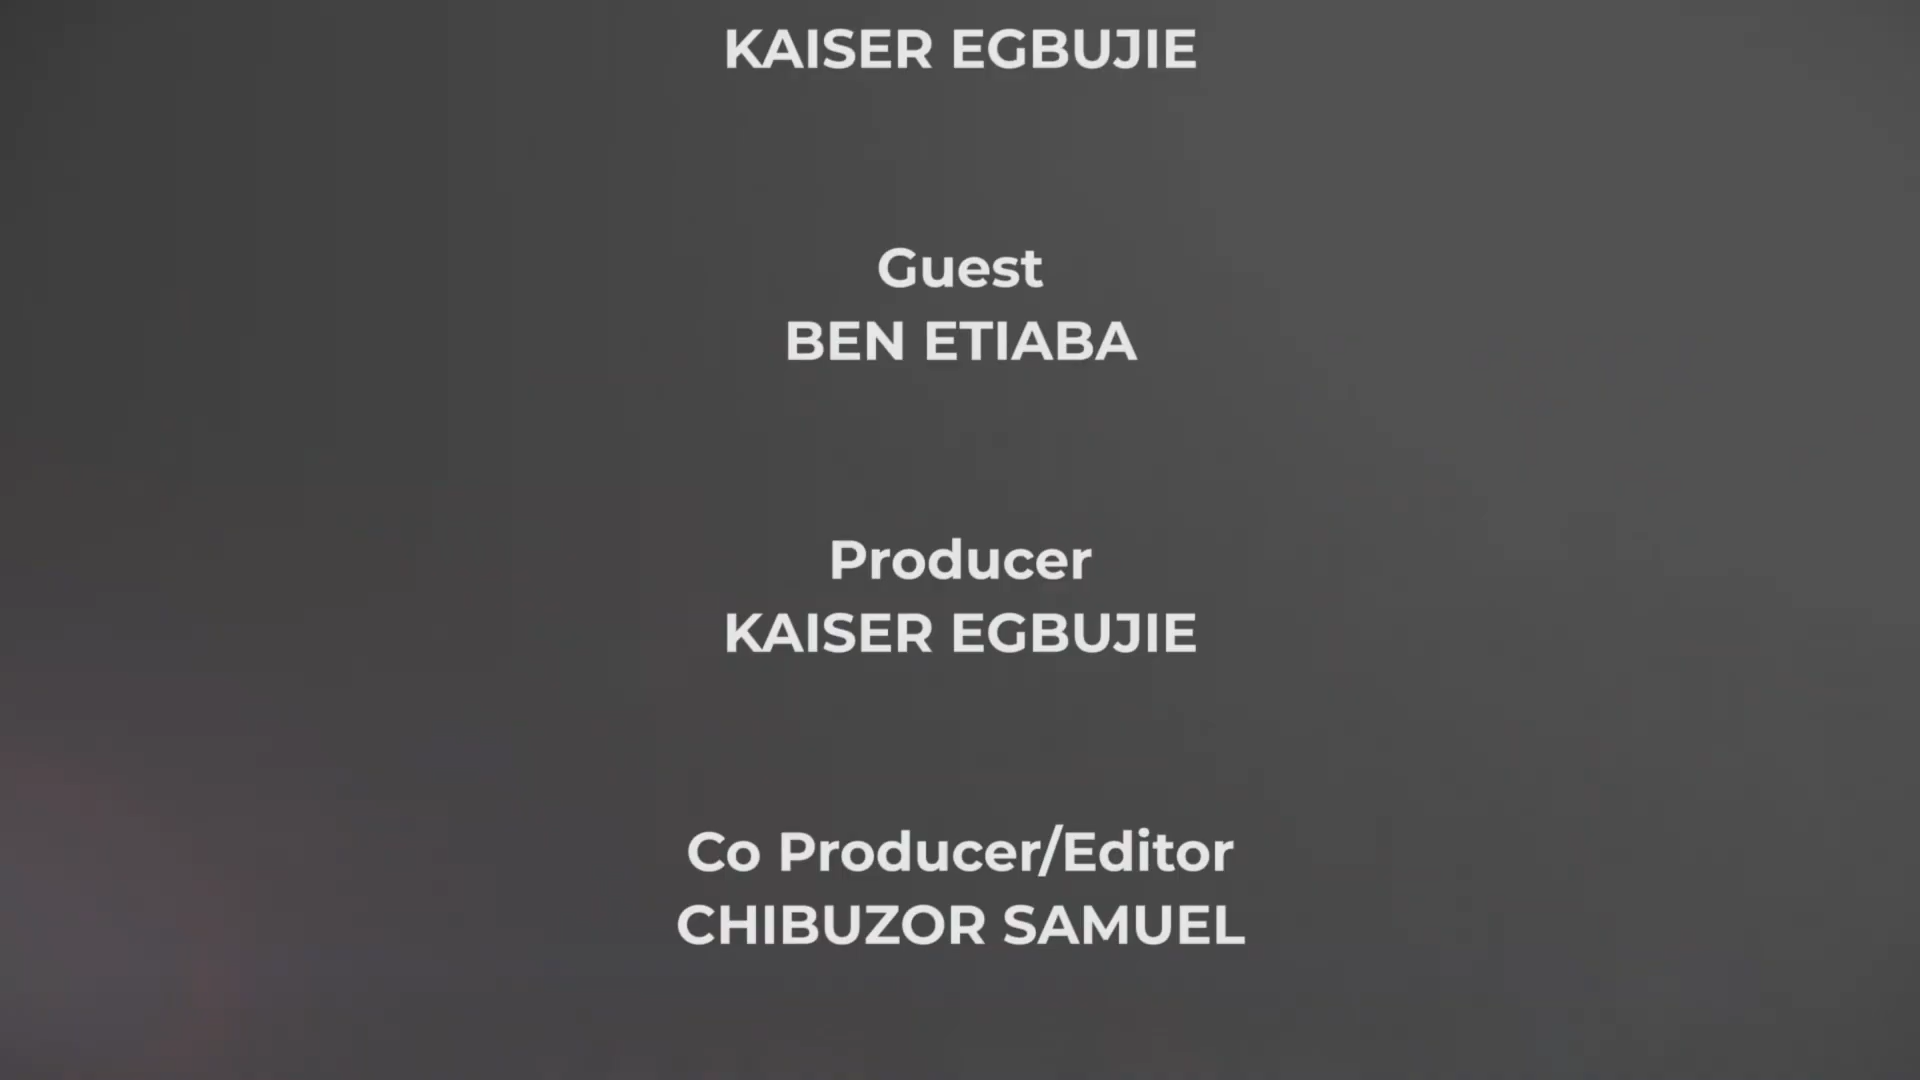 KAISER EGBUJIE
Guest
BEN ETIABA
Producer
KAISER EGBUJIE
Co Producer/Editor
CHIBUZOR SAMUEL